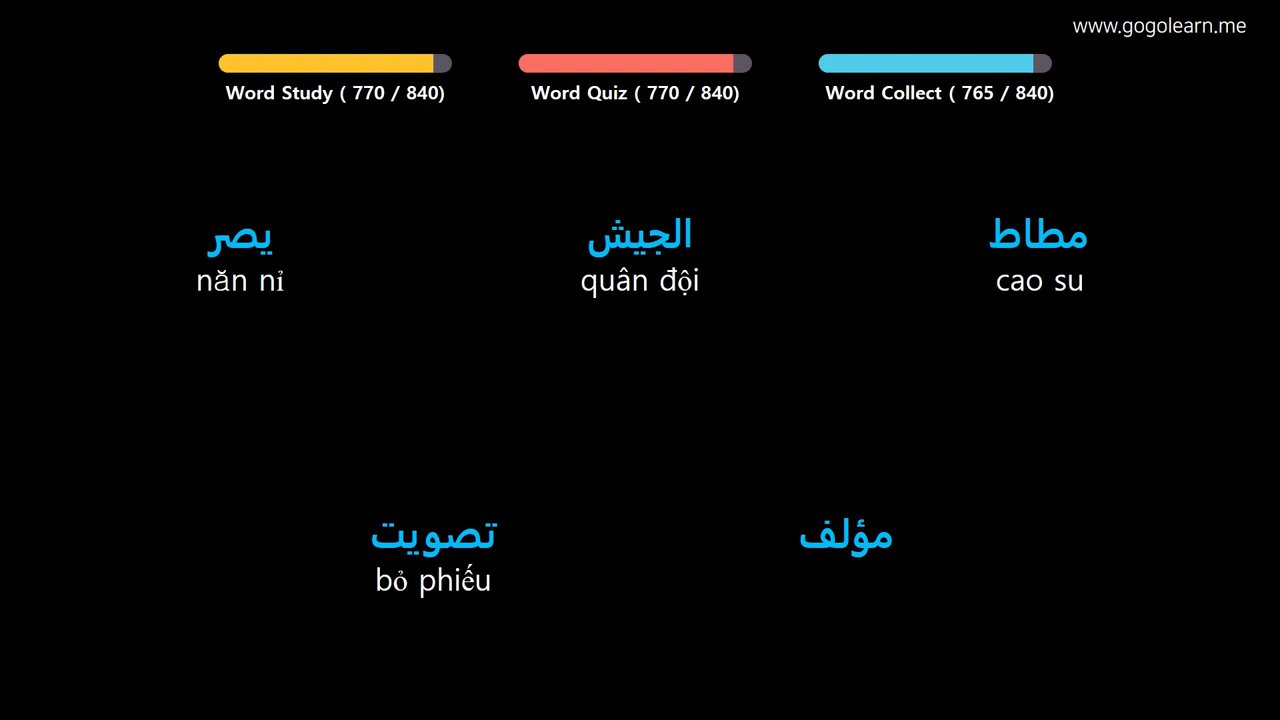 www.gogolearn.me
Word Study ( 770 / 840)
Word Quiz ( 770 / 840)
Word Collect ( 765 / 840)
يصر
năn nỉ
الجيش
quân đội
مطاط
cao su
تصويت
bỏ phiếu
مؤلف